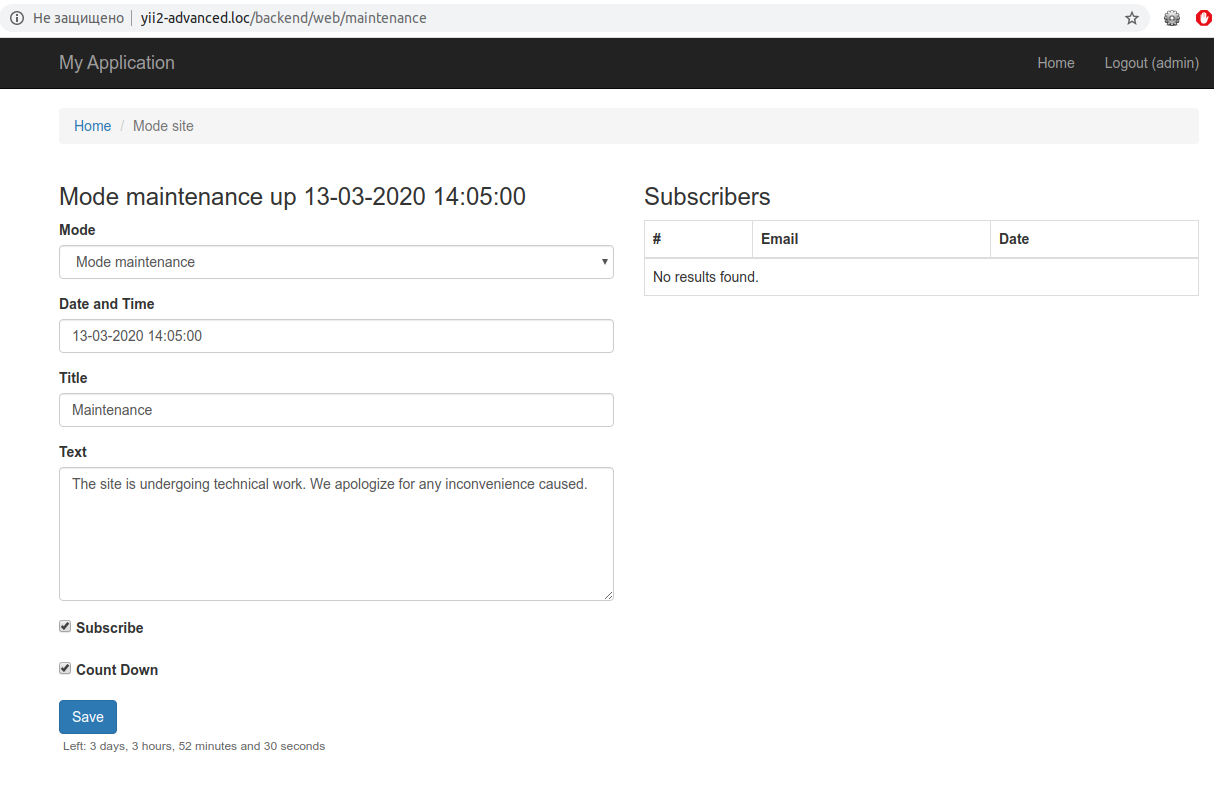 Не защищено | yii2-advanced.loc/backend/web/maintenance
My Application
Home Logout (admin)
Home / Mode site
Mode maintenance up 13-03-2020 14:05:00
Mode
Mode maintenance
Date and Time
13-03-2020 14:05:00
Title
Maintenance
Text
The site is undergoing technical work. We apologize for any inconvenience caused.
Subscribe
Count Down
Save
Left: 3 days, 3 hours, 52 minutes and 30 seconds
Subscribers
# Email Date
No results found.